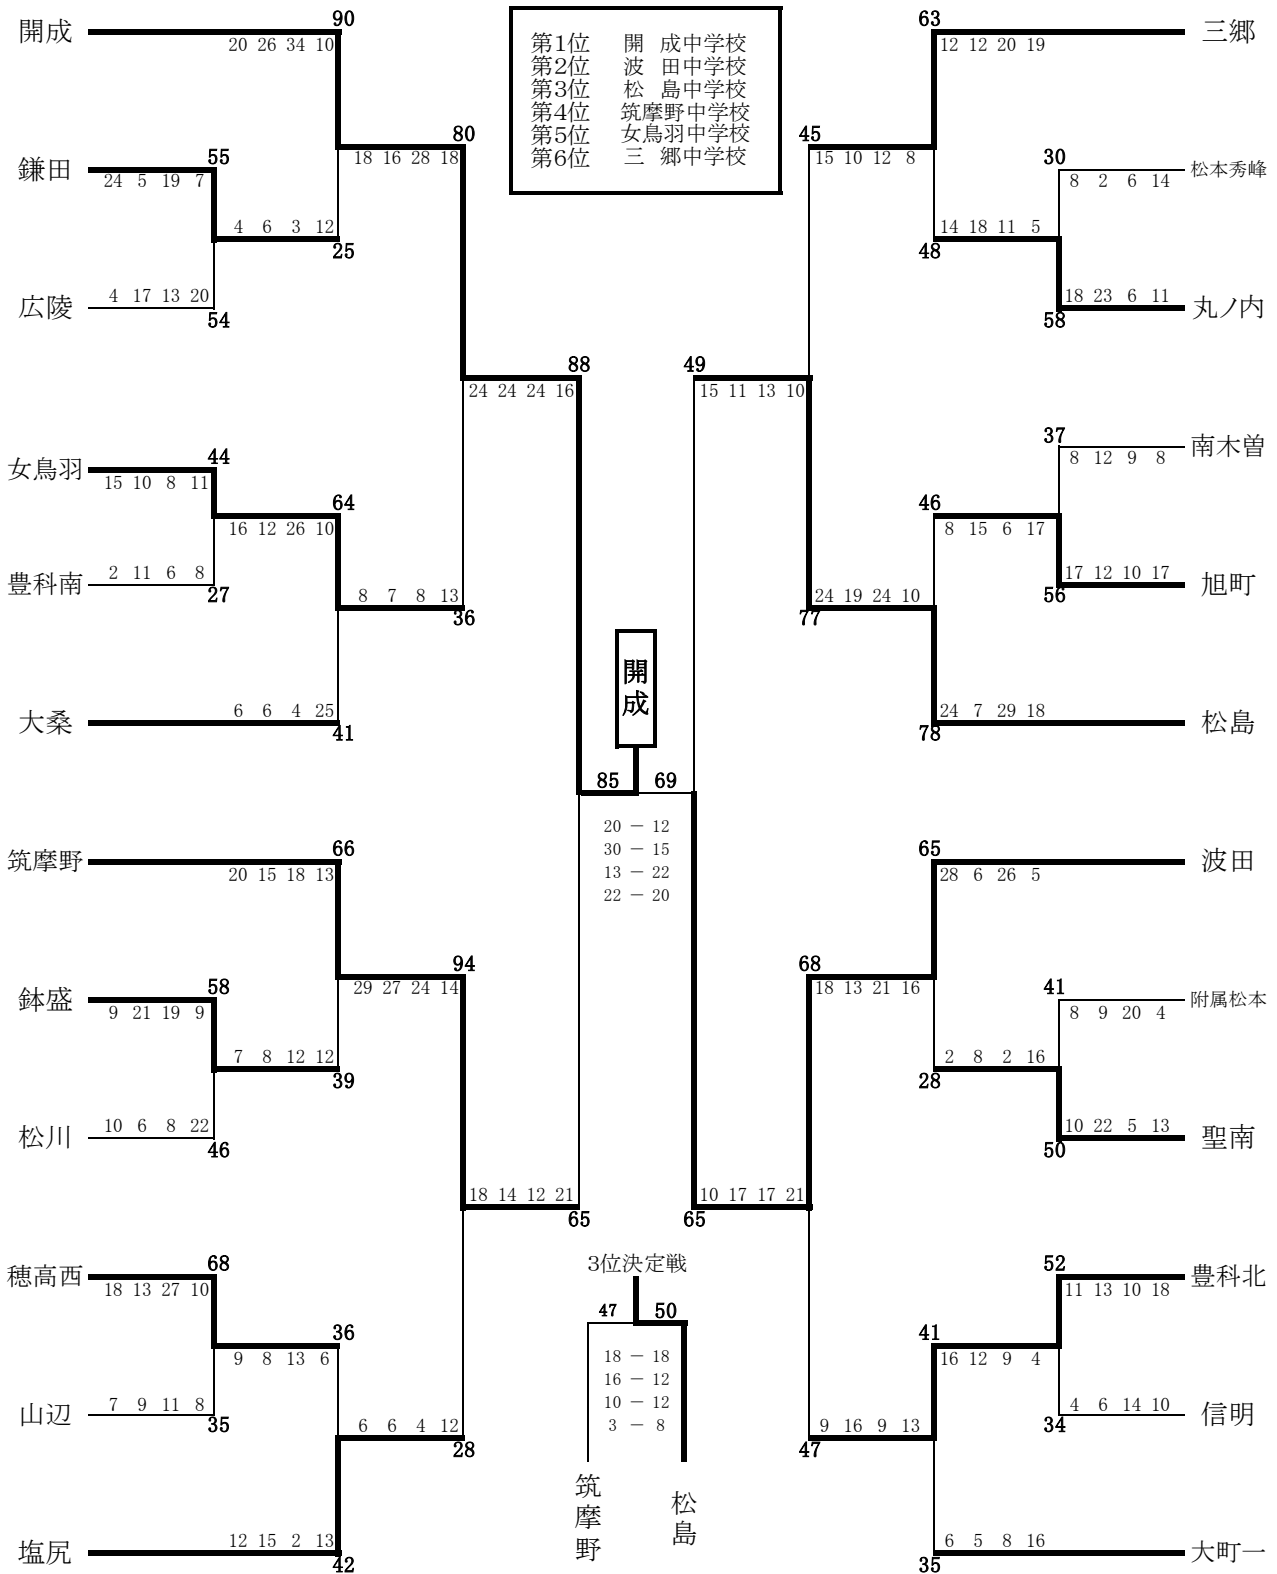 第1位 開 成中学校
第2位 波 田中学校
第3位 松 島中学校
第4位 筑摩野中学校
第5位 女鳥羽中学校
第6位 三 郷中学校
開成
90
20 26 34 10
鎌田
55
24 5 19 7
80
18 16 28 18
4 6 3 12
25
広陵
4 17 13 20
54
88
24 24 24 16
女鳥羽
44
15 10 8 11
64
16 12 26 10
豊科南
2 11 6 8
27
8 7 8 13
36
大桑
6 6 4 25
41
筑摩野
66
20 15 18 13
94
29 27 24 14
鉢盛
58
9 21 19 9
7 8 12 12
39
松川
10 6 8 22
46
18 14 12 21
65
穂高西
68
18 13 27 10
36
9 8 13 6
山辺
7 9 11 8
35
6 6 4 12
28
塩尻
12 15 2 13
42
開成
85 69
20 － 12
30 － 15
13 － 22
22 － 20
3位決定戦
47 50
18 － 18
16 － 12
10 － 12
3 － 8
筑摩野
松島
63
12 12 20 19
三郷
45
15 10 12 8
30
8 2 6 14
松本秀峰
14 18 11 5
48
18 23 6 11
58
丸ノ内
49
15 11 13 10
37
8 12 9 8
南木曽
46
8 15 6 17
17 12 10 17
56
旭町
24 19 24 10
77
24 7 29 18
78
松島
65
28 6 26 5
波田
68
18 13 21 16
41
8 9 20 4
附属松本
2 8 2 16
28
10 22 5 13
50
聖南
10 17 17 21
65
52
11 13 10 18
豊科北
41
16 12 9 4
4 6 14 10
34
信明
9 16 9 13
47
6 5 8 16
35
大町一